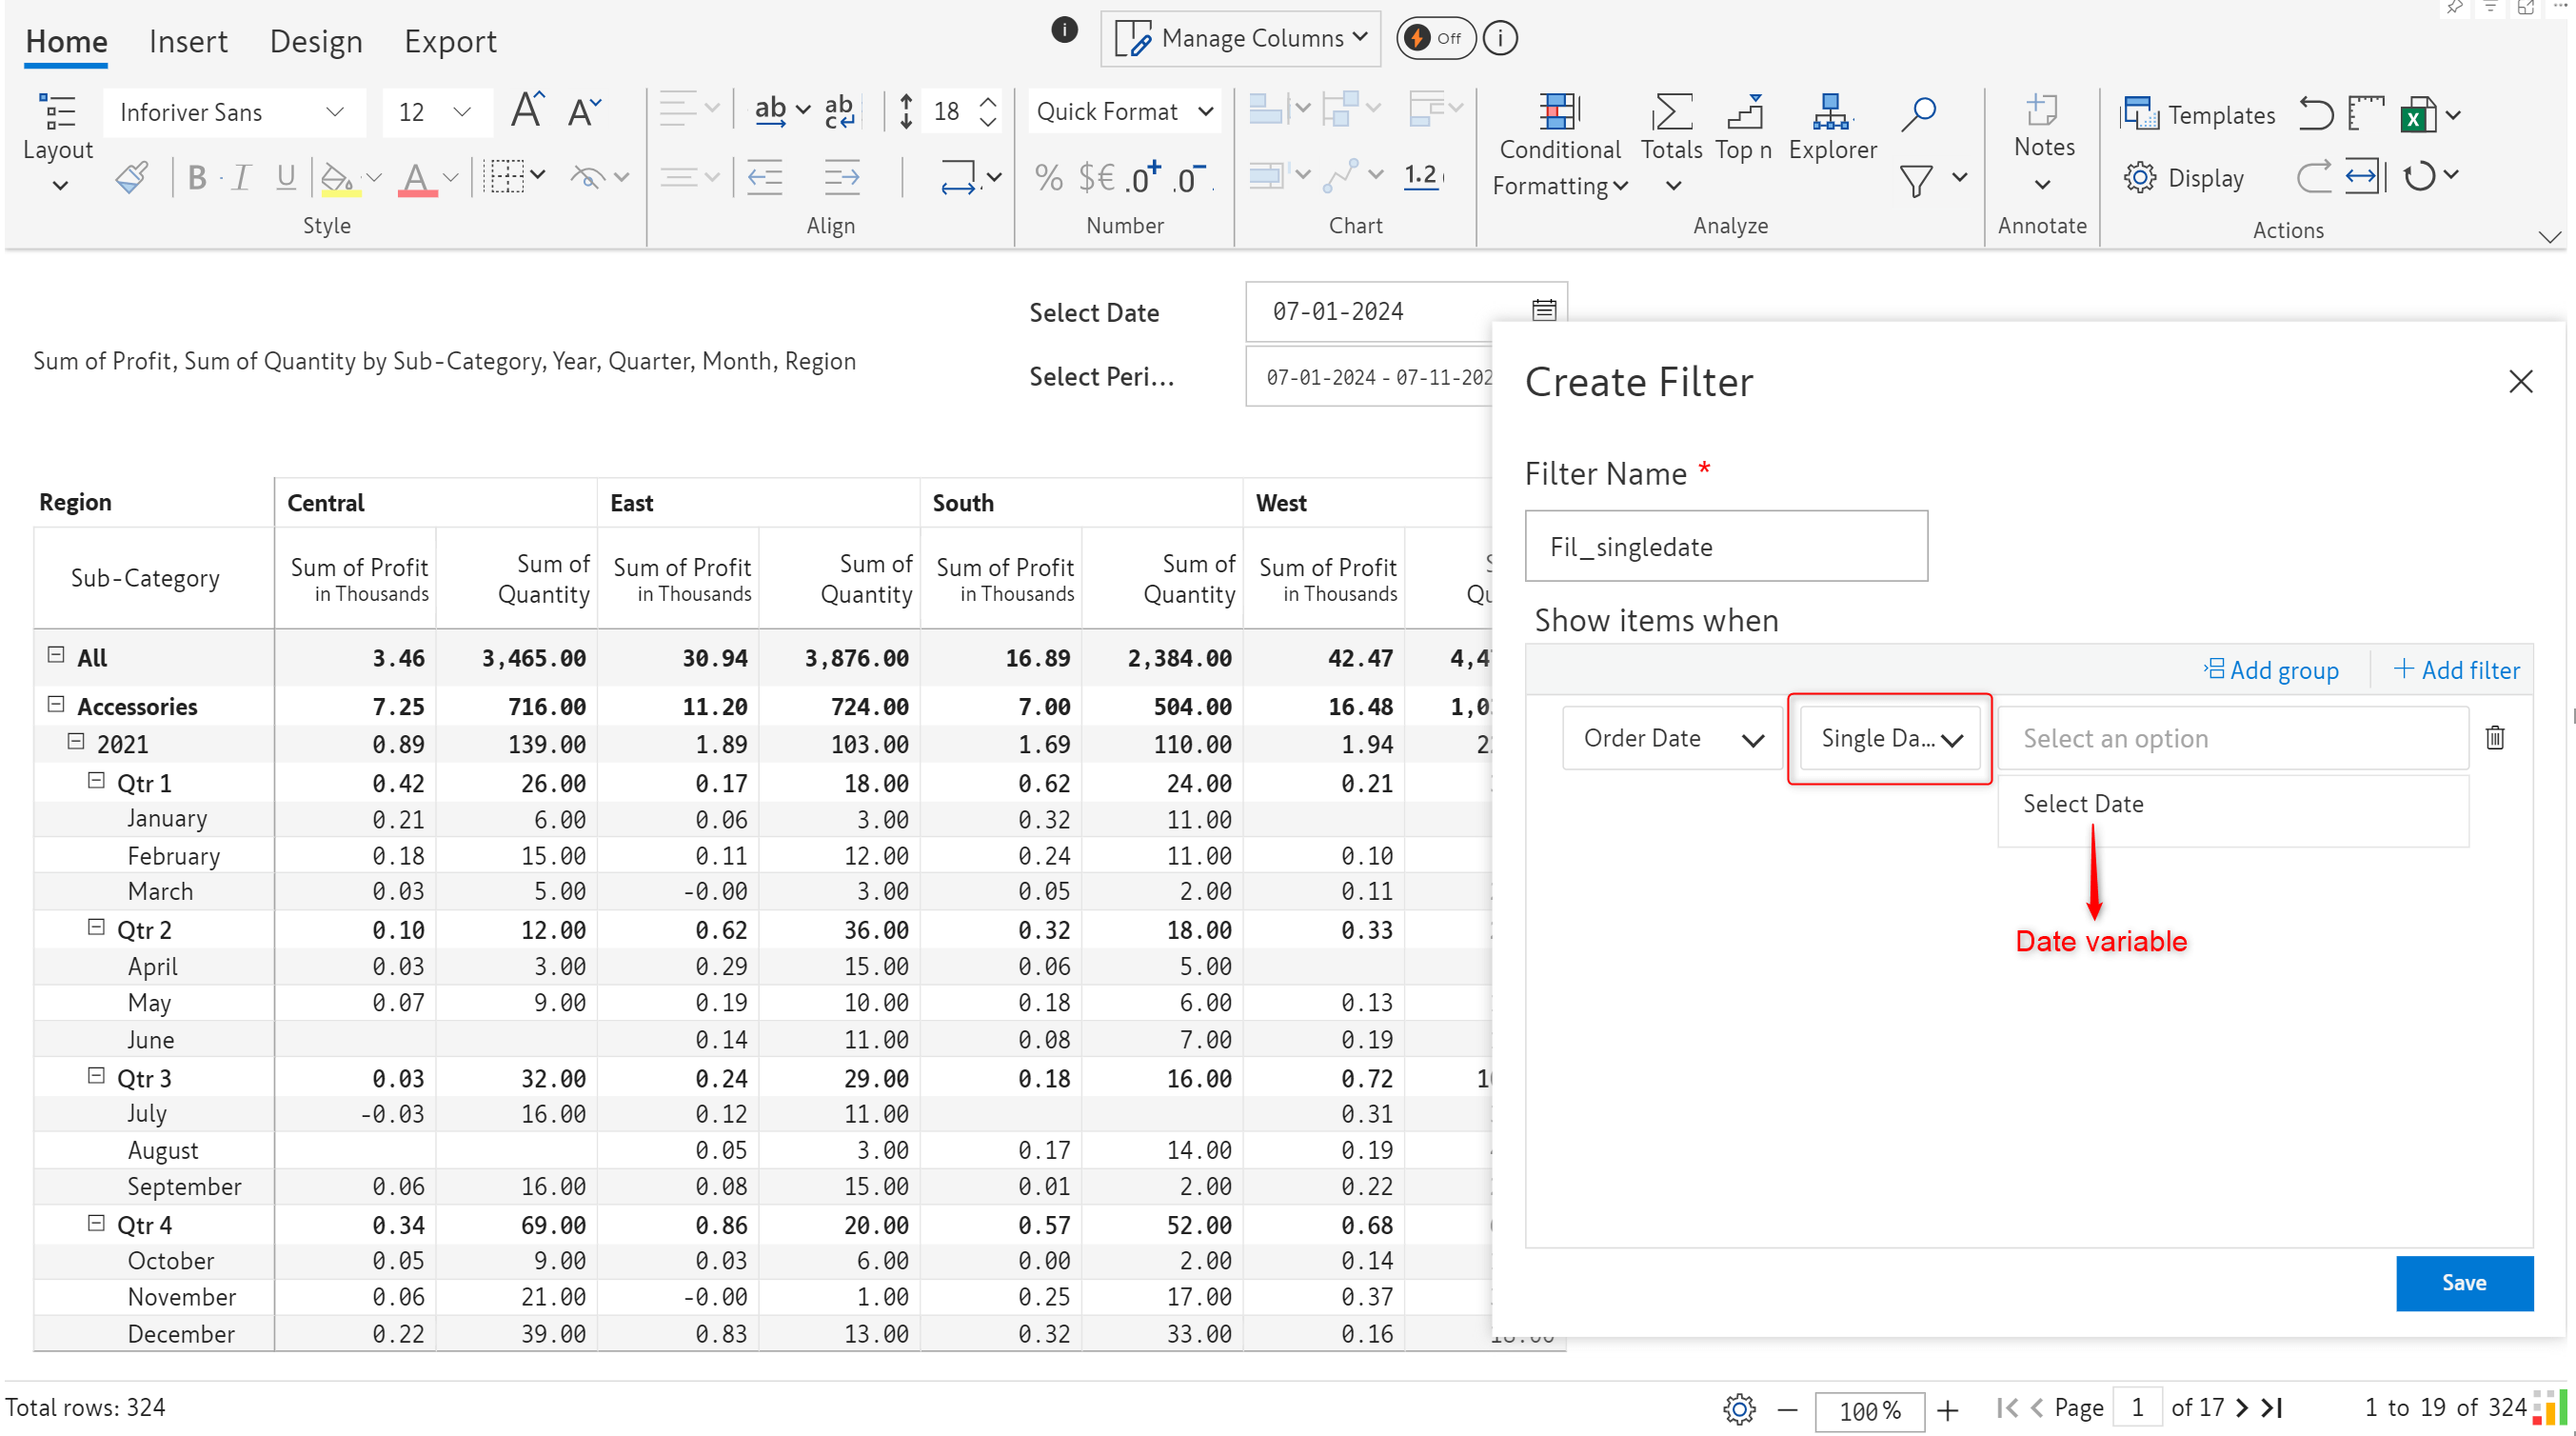 Home Insert Design Export
Manage Columns Off
Layout
Inforiver Sans 12
ab ab c 18
Quick Format
Conditional Formatting
Totals
Top n
Explorer
Notes
Templates
B I U A
% $€ .0+ .0-
1.2
Display
Style Align Number Chart Analyze Annotate Actions
Select Date 07-01-2024
Sum of Profit, Sum of Quantity by Sub-Category, Year, Quarter, Month, Region
Select Peri... 07-01-2024 - 07-11-202
Region Central East South West
Sub-Category Sum of Profit in Thousands Sum of Quantity Sum of Profit in Thousands Sum of Quantity Sum of Profit in Thousands Sum of Quantity Sum of Profit in Thousands
All 3.46 3,465.00 30.94 3,876.00 16.89 2,384.00 42.47
Accessories 7.25 716.00 11.20 724.00 7.00 504.00 16.48
2021 0.89 139.00 1.89 103.00 1.69 110.00 1.94
Qtr 1 0.42 26.00 0.17 18.00 0.62 24.00 0.21
January 0.21 6.00 0.06 3.00 0.32 11.00
February 0.18 15.00 0.11 12.00 0.24 11.00 0.10
March 0.03 5.00 -0.00 3.00 0.05 2.00 0.11
Qtr 2 0.10 12.00 0.62 36.00 0.32 18.00 0.33
April 0.03 3.00 0.29 15.00 0.06 5.00
May 0.07 9.00 0.19 10.00 0.18 6.00 0.13
June 0.14 11.00 0.08 7.00 0.19
Qtr 3 0.03 32.00 0.24 29.00 0.18 16.00 0.72
July -0.03 16.00 0.12 11.00 0.31
August 0.05 3.00 0.17 14.00 0.19
September 0.06 16.00 0.08 15.00 0.01 2.00 0.22
Qtr 4 0.34 69.00 0.86 20.00 0.57 52.00 0.68
October 0.05 9.00 0.03 6.00 0.00 2.00 0.14
November 0.06 21.00 -0.00 1.00 0.25 17.00 0.37
December 0.22 39.00 0.83 13.00 0.32 33.00 0.16
Create Filter
Filter Name *
Fil_singledate
Show items when
Add group + Add filter
Order Date Single Da... Select an option
Select Date
Date variable
Save
Total rows: 324
100 % Page 1 of 17 1 to 19 of 324